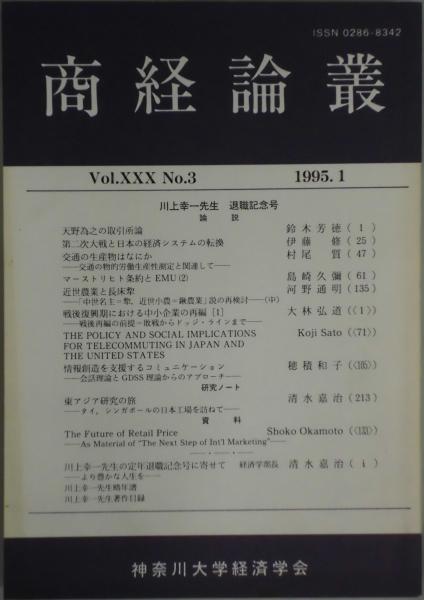 ISSN 0286-8342
商経論叢
Vol.XXX No.3 1995.1
川上幸一先生 退職記念号
論説
天野為之の取引所論 鈴木芳徳( 1 )
第二次大戦と日本の経済システムの転換 伊藤修( 25 )
交通の生産物はなにか 村尾質( 47 )
──交通の物的労働生産性測定と関連して──
マーストリヒト条約と EMU (2) 島崎久彌( 61 )
近世農業と長床犂 河野通明(135)
──「中世名主=犂,近世小農=鍬農業」説の再検討──(中)
戦後復興期における中小企業の再編〔1〕 大林弘道(《1》)
──戦後再編の前提=敗戦からドッジ・ラインまで──
THE POLICY AND SOCIAL IMPLICATIONS Koji Sato (《71》)
FOR TELECOMMUTING IN JAPAN AND
THE UNITED STATES
情報創造を支援するコミュニケーション 穂積和子(《105》)
──会話理論と GDSS 理論からのアプローチ──
研究ノート
東アジア研究の旅 清水嘉治(213)
──タイ,シンガポールの日本工場を訪ねて──
資料
The Future of Retail Price Shoko Okamoto (《131》)
──As Material of "The Next Step of Int'l Marketing"──
川上幸一先生の定年退職記念号に寄せて 経済学部長 清水嘉治( i )
──より豊かな人生を──
川上幸一先生略年譜
川上幸一先生著作目録
神奈川大学経済学会